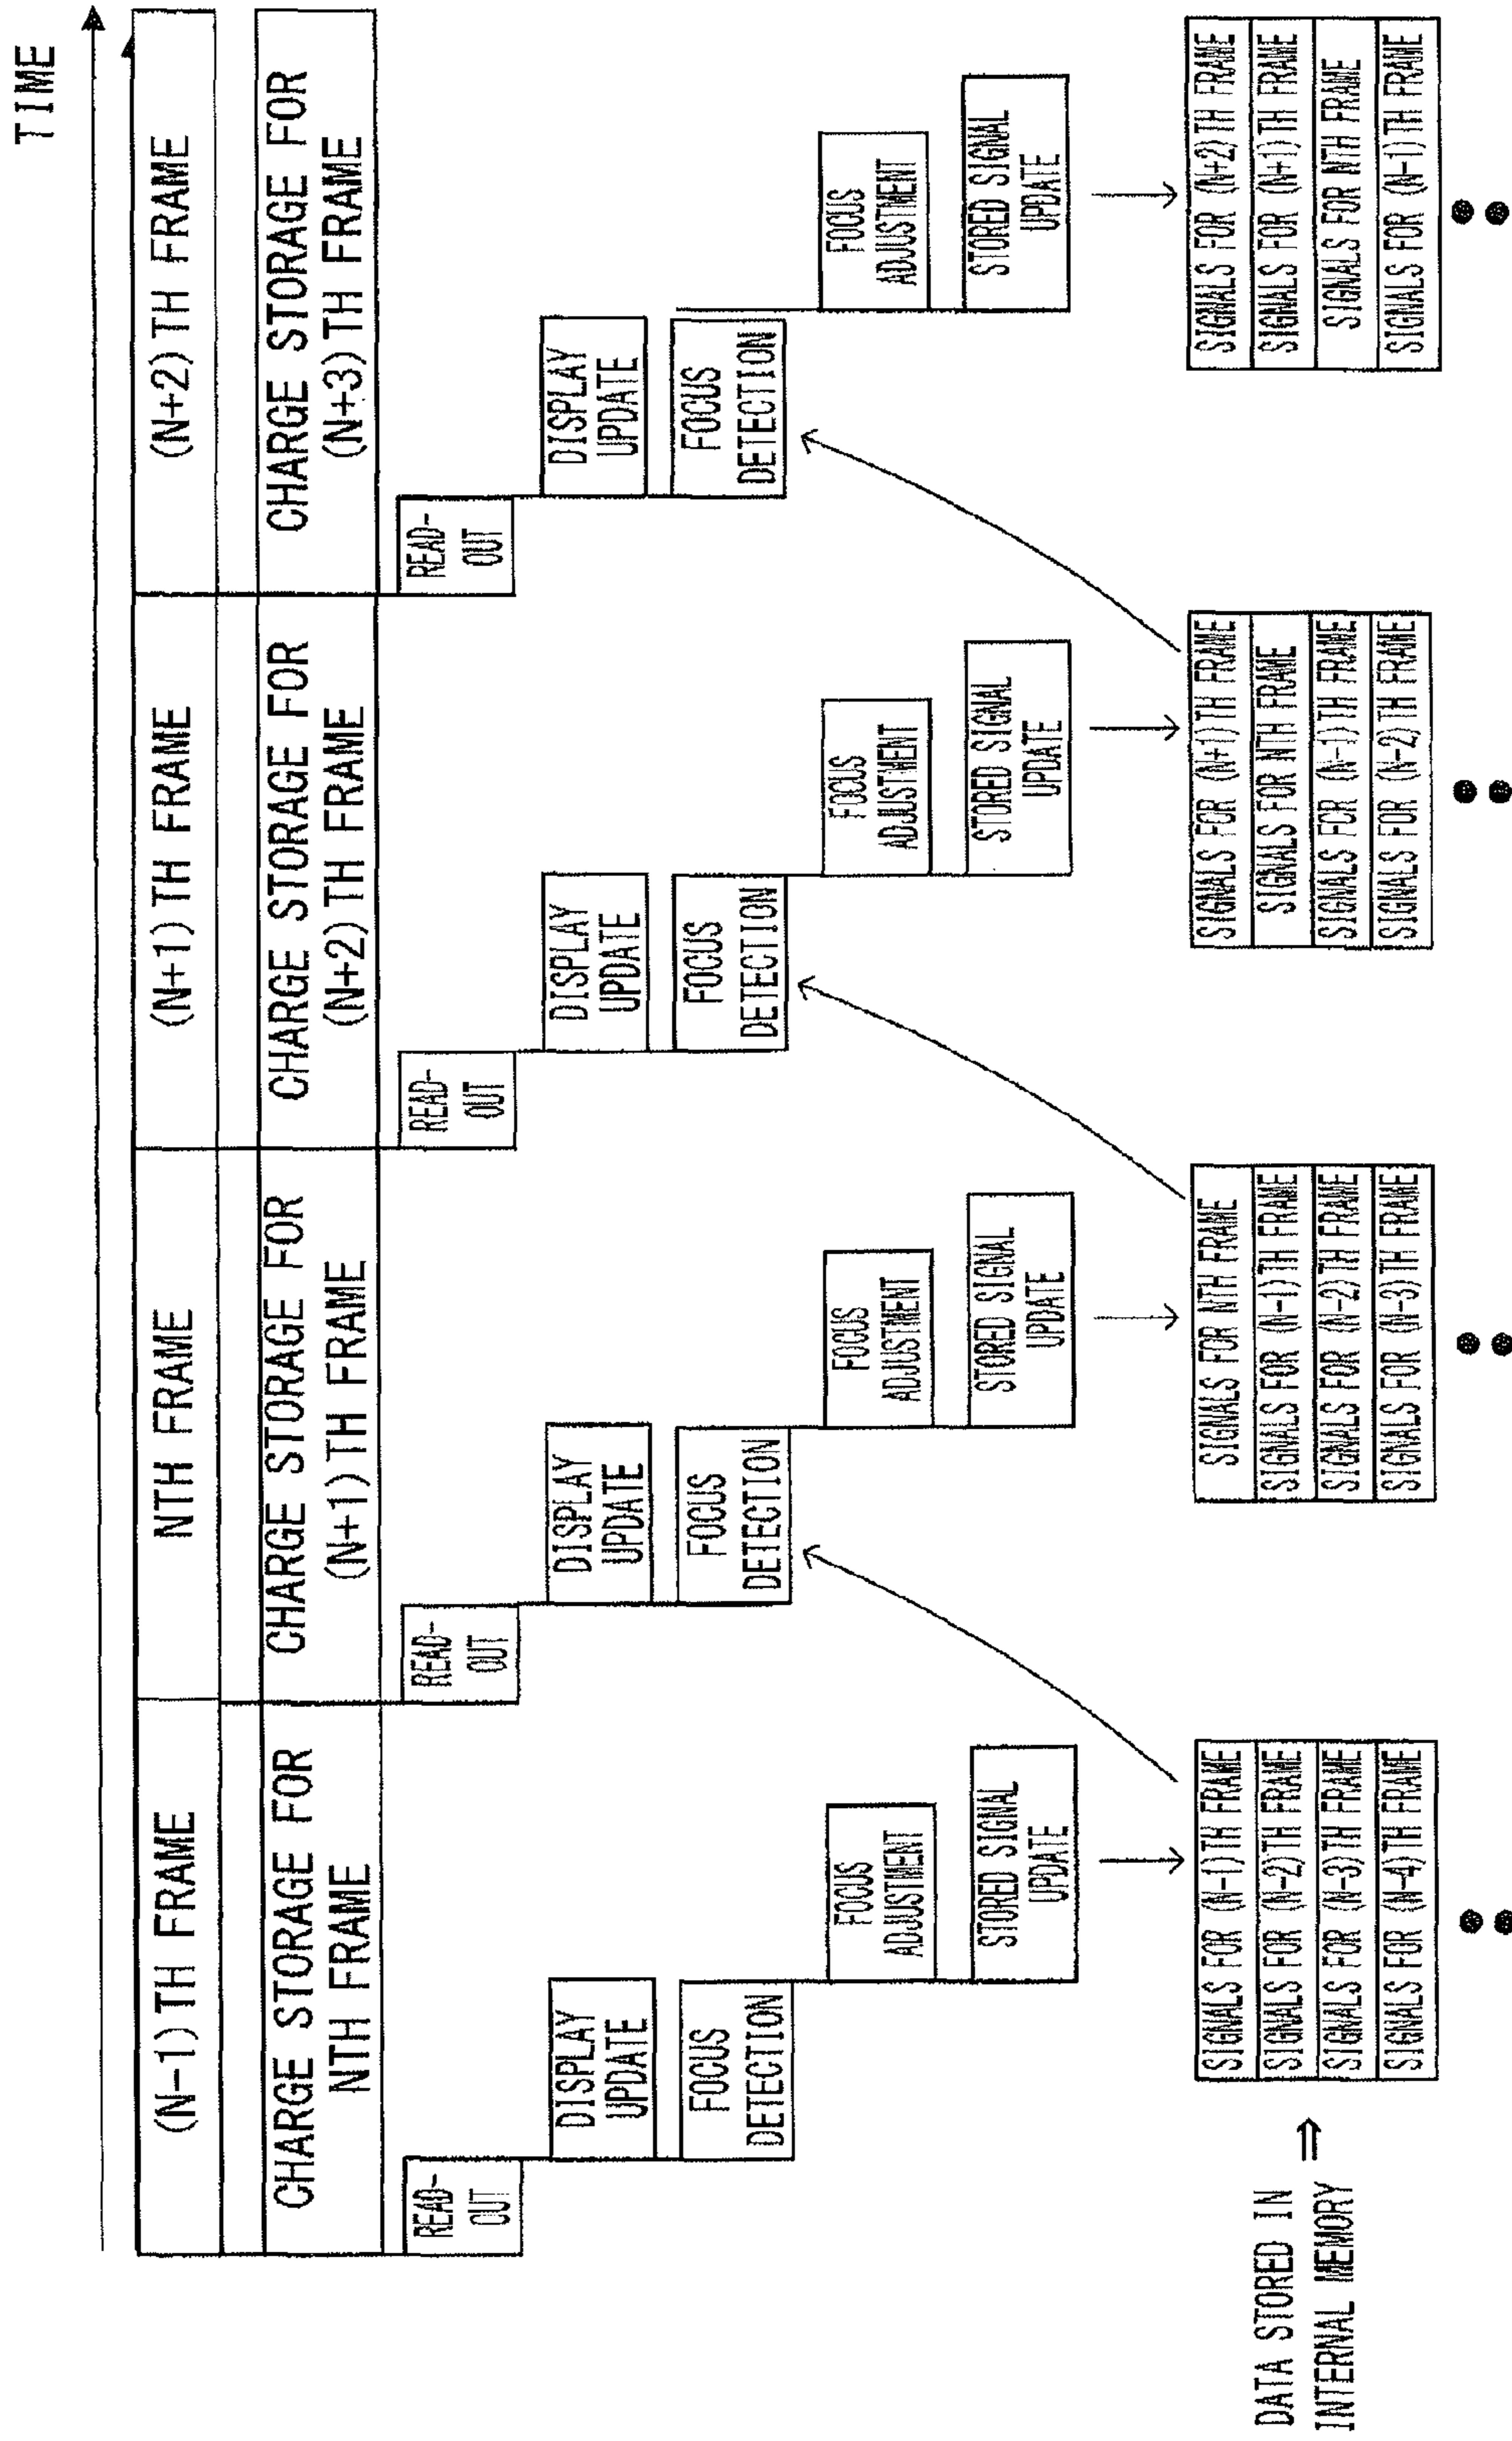 TIME
(N-1)TH FRAME
NTH FRAME
(N+1)TH FRAME
(N+2)TH FRAME
CHARGE STORAGE FOR
NTH FRAME
CHARGE STORAGE FOR
(N+1)TH FRAME
CHARGE STORAGE FOR
(N+2)TH FRAME
CHARGE STORAGE FOR
(N+3)TH FRAME
READ-
OUT
READ-
OUT
READ-
OUT
READ-
OUT
DISPLAY
UPDATE
DISPLAY
UPDATE
DISPLAY
UPDATE
DISPLAY
UPDATE
FOCUS
DETECTION
FOCUS
DETECTION
FOCUS
DETECTION
FOCUS
DETECTION
FOCUS
ADJUSTMENT
FOCUS
ADJUSTMENT
FOCUS
ADJUSTMENT
FOCUS
ADJUSTMENT
STORED SIGNAL
UPDATE
STORED SIGNAL
UPDATE
STORED SIGNAL
UPDATE
STORED SIGNAL
UPDATE
DATA STORED IN
INTERNAL MEMORY
⇒
SIGNALS FOR (N-1)TH FRAME
SIGNALS FOR (N-2)TH FRAME
SIGNALS FOR (N-3)TH FRAME
SIGNALS FOR (N-4)TH FRAME
SIGNALS FOR NTH FRAME
SIGNALS FOR (N-1)TH FRAME
SIGNALS FOR (N-2)TH FRAME
SIGNALS FOR (N-3)TH FRAME
SIGNALS FOR (N+1)TH FRAME
SIGNALS FOR NTH FRAME
SIGNALS FOR (N-1)TH FRAME
SIGNALS FOR (N-2)TH FRAME
SIGNALS FOR (N+2)TH FRAME
SIGNALS FOR (N+1)TH FRAME
SIGNALS FOR NTH FRAME
SIGNALS FOR (N-1)TH FRAME